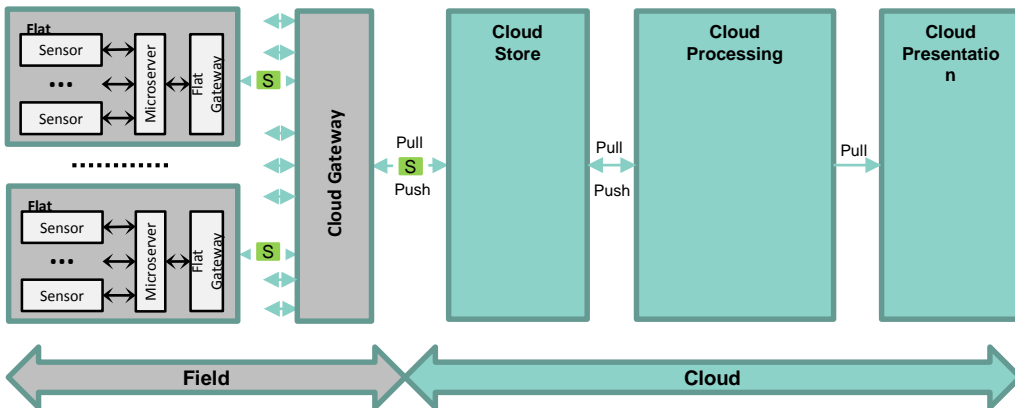 Flat
Sensor
...
Sensor
Microserver
Flat
Gateway
S
Flat
Sensor
...
Sensor
Microserver
Flat
Gateway
S
Cloud Gateway
Pull
S
Push
Cloud
Store
Pull
Push
Cloud
Processing
Pull
Cloud
Presentatio
n
Field
Cloud